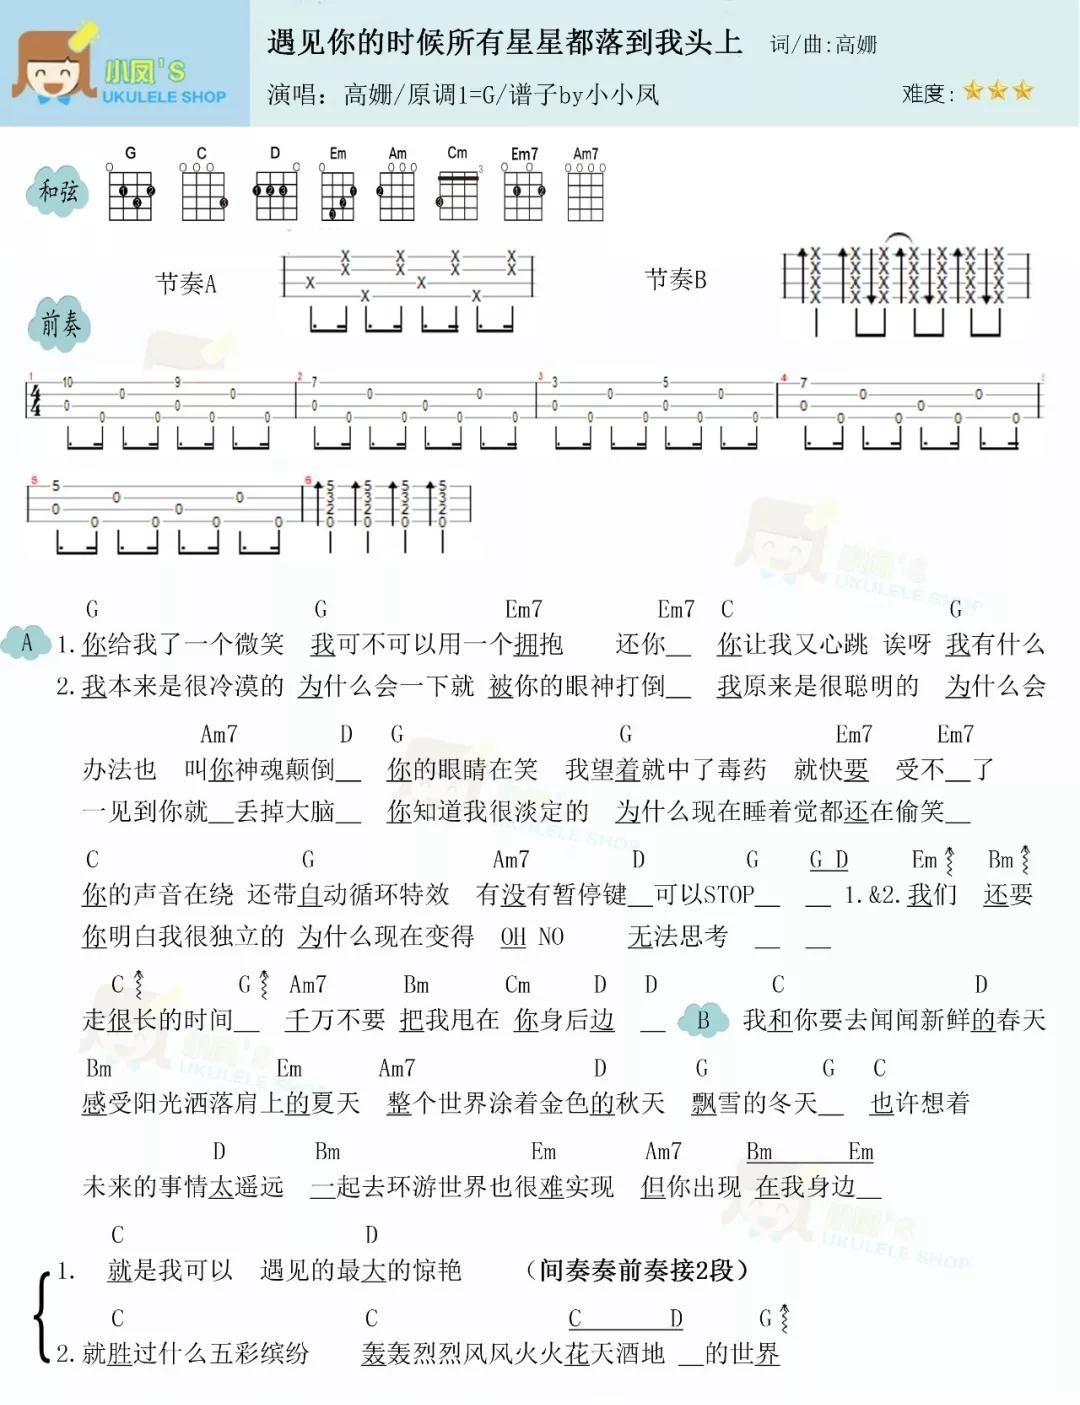 遇见你的时候所有星星都落到我头上 词/曲:高姗
小凤's
UKULELE SHOP
演唱：高姗/原调1=G/谱子by小小凤
难度：
和弦
G C D Em Am Cm Em7 Am7
3
节奏A 节奏B
前奏
1 10 0 0 0 9 0 0 0 0 2 7 0 0 0 0 0 0 3 3 0 0 0 5 0 0 0 0 4 7 0 0 0 0 0 0 5
4
4
5 5 0 0 0 0 0 0 0 6 5 5 5 5
3 3 3 3
2 2 2 2
0 0 0 0
G G Em7 Em7 C G
A 1.你给我了一个微笑 我可不可以用一个拥抱 还你__ 你让我又心跳 诶呀 我有什么
2.我本来是很冷漠的 为什么会一下就 被你的眼神打倒__ 我原来是很聪明的 为什么会
Am7 D G G Em7 Em7
办法也 叫你神魂颠倒__ 你的眼睛在笑 我望着就中了毒药 就快要 受不__了
一见到你就__丢掉大脑__ 你知道我很淡定的 为什么现在睡着觉都还在偷笑__
C G Am7 D G G D Em Bm
你的声音在绕 还带自动循环特效 有没有暂停键__可以STOP__ __ 1.&2.我们 还要
你明白我很独立的 为什么现在变得 OH NO 无法思考 __ __
C G Am7 Bm Cm D D C D
走很长的时间__ 千万不要 把我甩在 你身后边 __ B 我和你要去闻闻新鲜的春天
Bm Em Am7 D G G C
感受阳光洒落肩上的夏天 整个世界涂着金色的秋天 飘雪的冬天__ 也许想着
D Bm Em Am7 Bm Em
未来的事情太遥远 一起去环游世界也很难实现 但你出现 在我身边__
C D
1. 就是我可以 遇见的最大的惊艳 （间奏奏前奏接2段）
C C C D G
2.就胜过什么五彩缤纷 轰轰烈烈风风火火花天酒地 __的世界